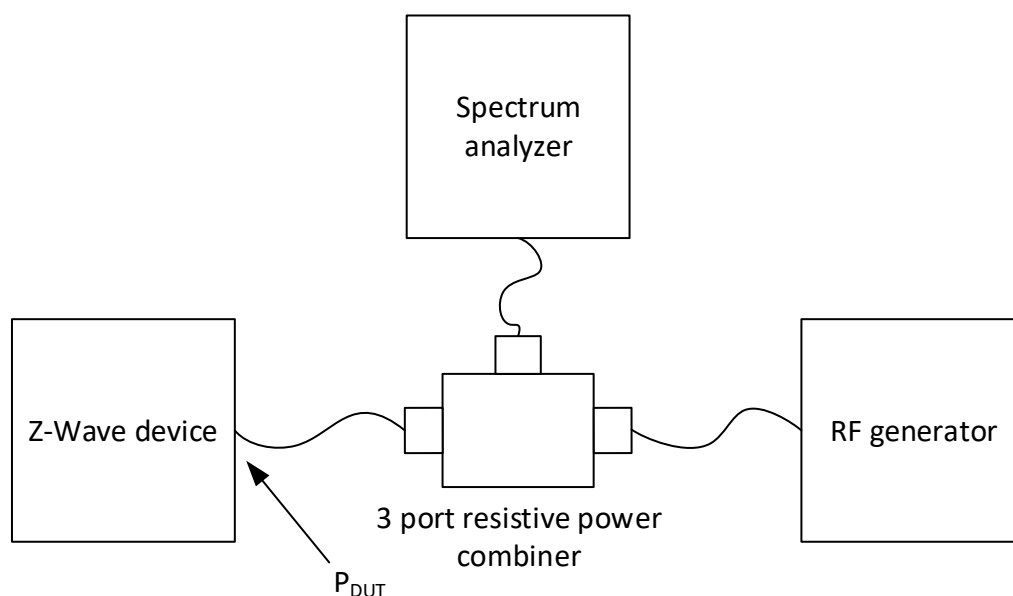 Spectrum
analyzer
Z-Wave device
RF generator
3 port resistive power
combiner
PDUT